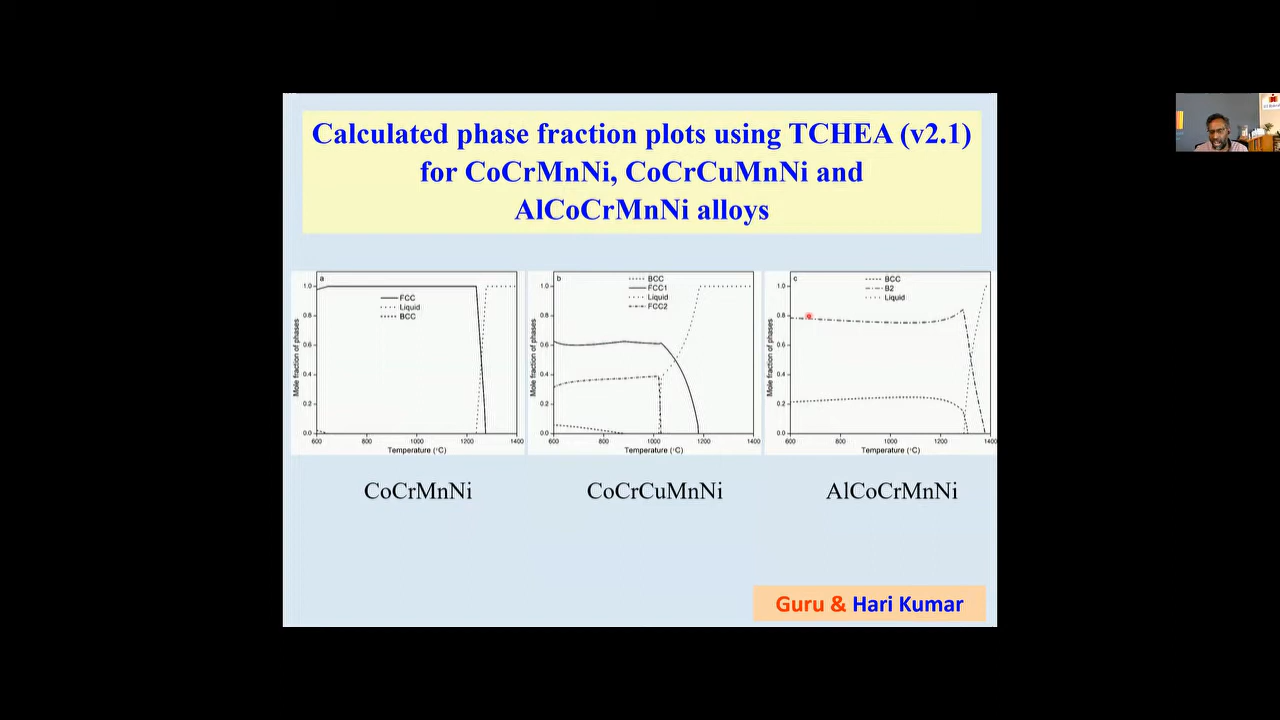 Calculated phase fraction plots using TCHEA (v2.1)
for CoCrMnNi, CoCrCuMnNi and
AlCoCrMnNi alloys
a
FCC
Liquid
BCC
1.0
0.8
0.6
0.4
0.2
0.0
Mole fraction of phases
600 800 1000 1200 1400
Temperature (°C)
b
BCC
FCC1
Liquid
FCC2
1.0
0.8
0.6
0.4
0.2
0.0
Mole fraction of phases
600 800 1000 1200 1400
Temperature (°C)
c
BCC
B2
Liquid
1.0
0.8
0.6
0.4
0.2
0.0
Mole fraction of phases
600 800 1000 1200 1400
Temperature (°C)
CoCrMnNi CoCrCuMnNi AlCoCrMnNi
Guru & Hari Kumar